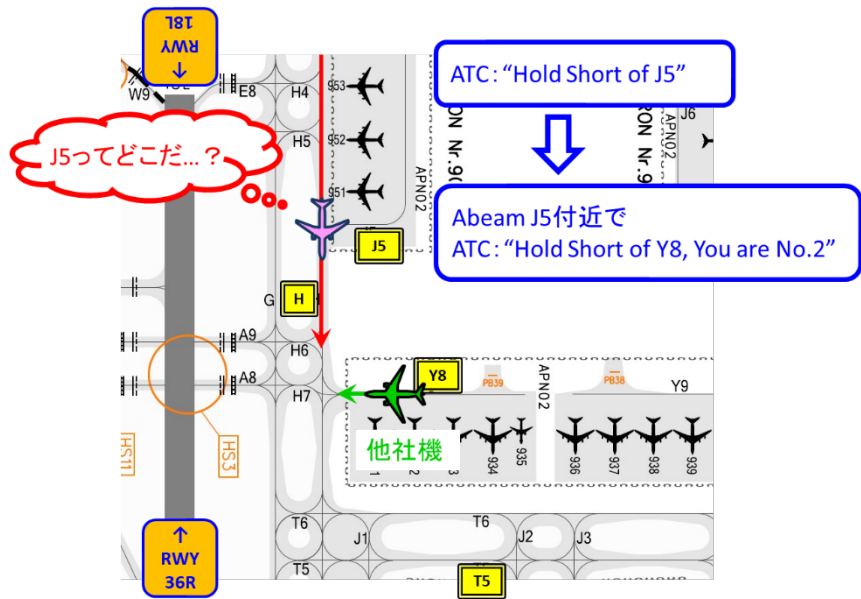 RWY
18L
W9
E8
H4
H5
J5ってどこだ…？
953
952
951
APN02
J5
ATC：“Hold Short of J5”
J6
APN02
Abeam J5付近で
ATC：“Hold Short of Y8, You are No.2”
G
H
A9
H6
A8
H7
HS11
HS3
Y8
PB39
APN02
PB38
Y9
他社機
1
2
3
934
935
936
937
938
939
RWY
36R
T6
T5
J1
T6
J2
J3
T5